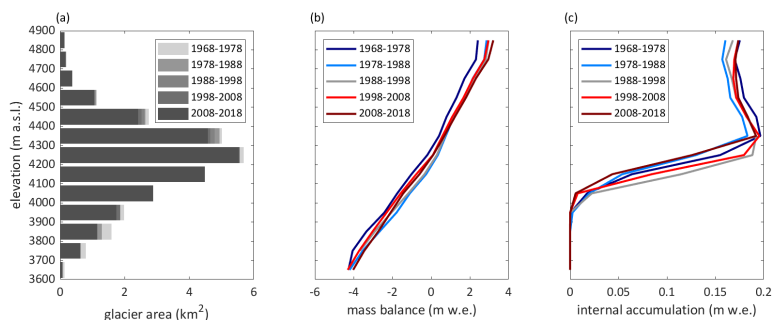 (a)
(b)
(c)
4900
4800
4700
4600
4500
4400
4300
4200
4100
4000
3900
3800
3700
3600
elevation (m a.s.l.)
1968-1978
1978-1988
1988-1998
1998-2008
2008-2018
0 2 4 6
glacier area (km²)
1968-1978
1978-1988
1988-1998
1998-2008
2008-2018
-6 -4 -2 0 2 4
mass balance (m w.e.)
1968-1978
1978-1988
1988-1998
1998-2008
2008-2018
0 0.05 0.1 0.15 0.2
internal accumulation (m w.e.)